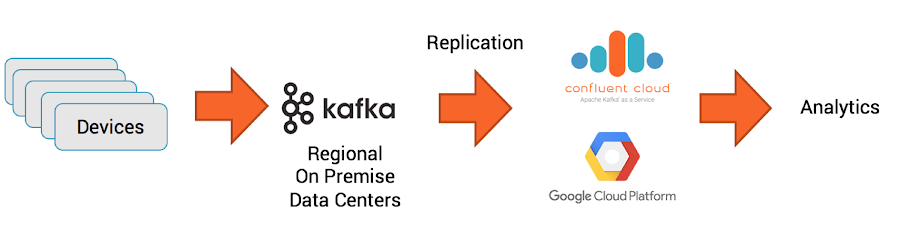 Devices
kafka
Regional
On Premise
Data Centers
Replication
confluent cloud
Apache Kafka® as a Service
Google Cloud Platform
Analytics